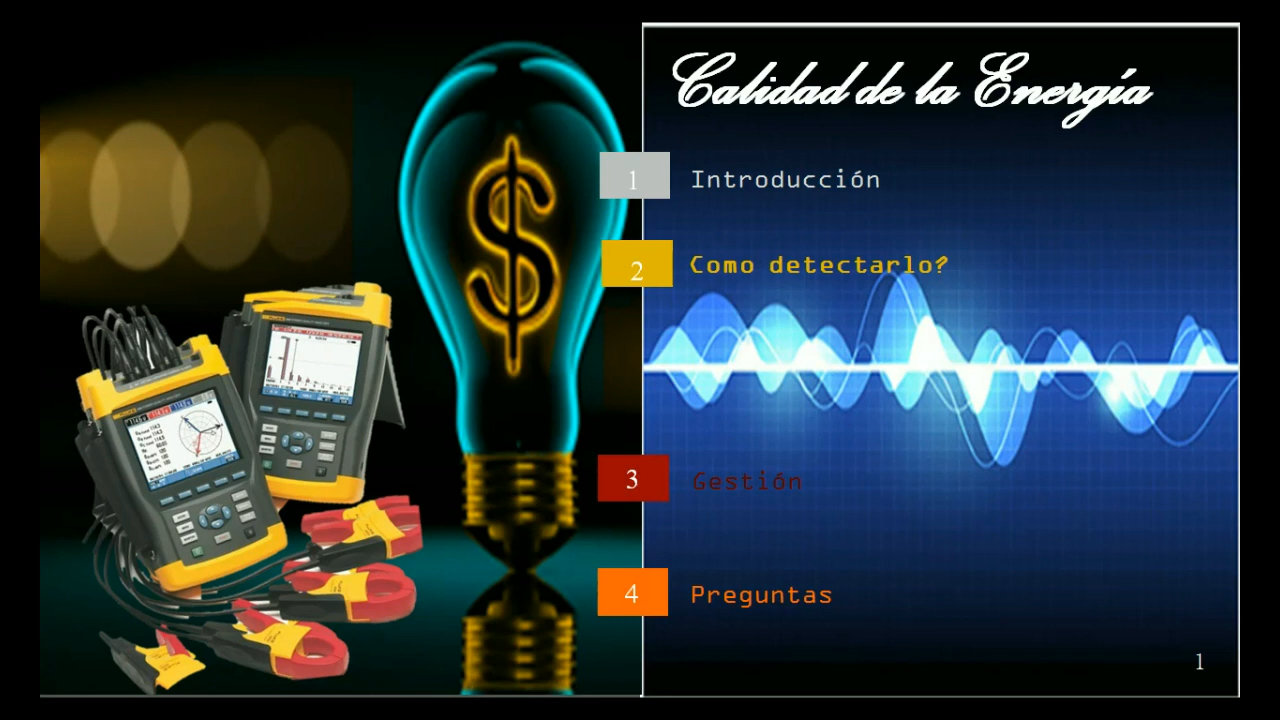 Calidad de la Energía
1 Introducción
2 Como detectarlo?
3 Gestión
4 Preguntas
1
$